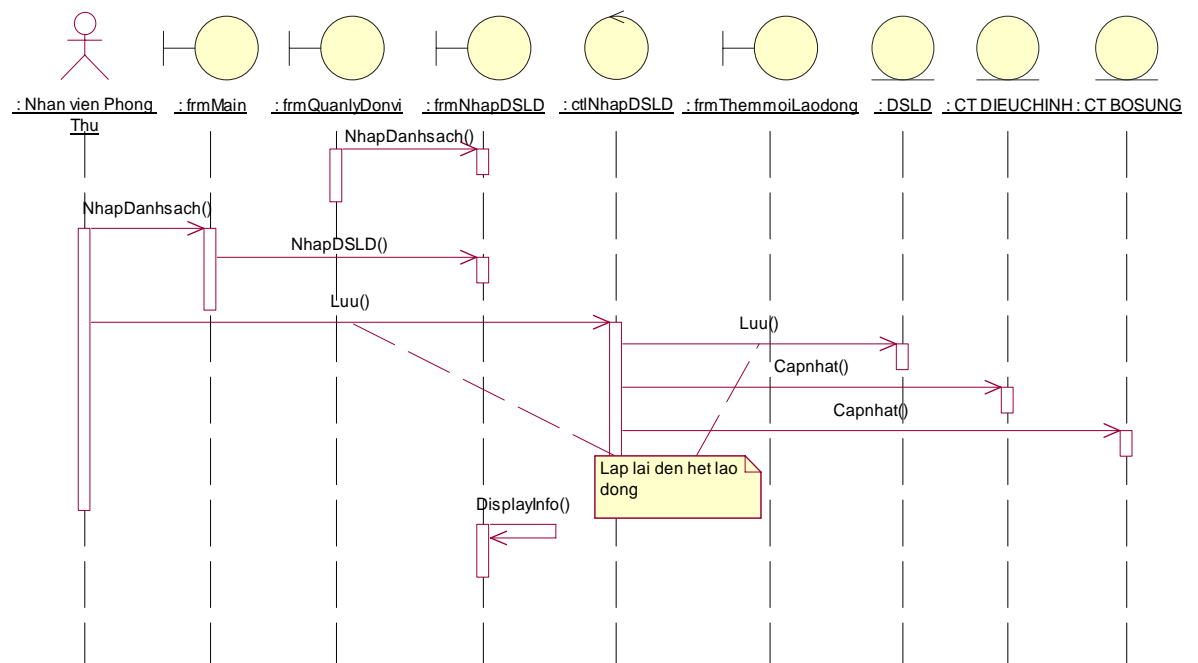 : Nhan vien Phong Thu
: frmMain
: frmQuanlyDonvi
: frmNhapDSLD
: ctlNhapDSLD
: frmThemmoiLaodong
: DSLD
: CT DIEUCHINH
: CT BOSUNG
NhapDanhsach()
NhapDanhsach()
NhapDSLD()
Luu()
Luu()
Capnhat()
Capnhat()
Lap lai den het lao
dong
DisplayInfo()